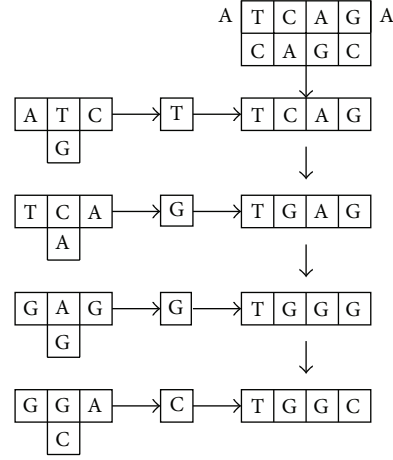 A T C A G A
C A G C
A T C T T C A G
G
T C A G T G A G
A
G A G G T G G G
G
G G A C T G G C
C